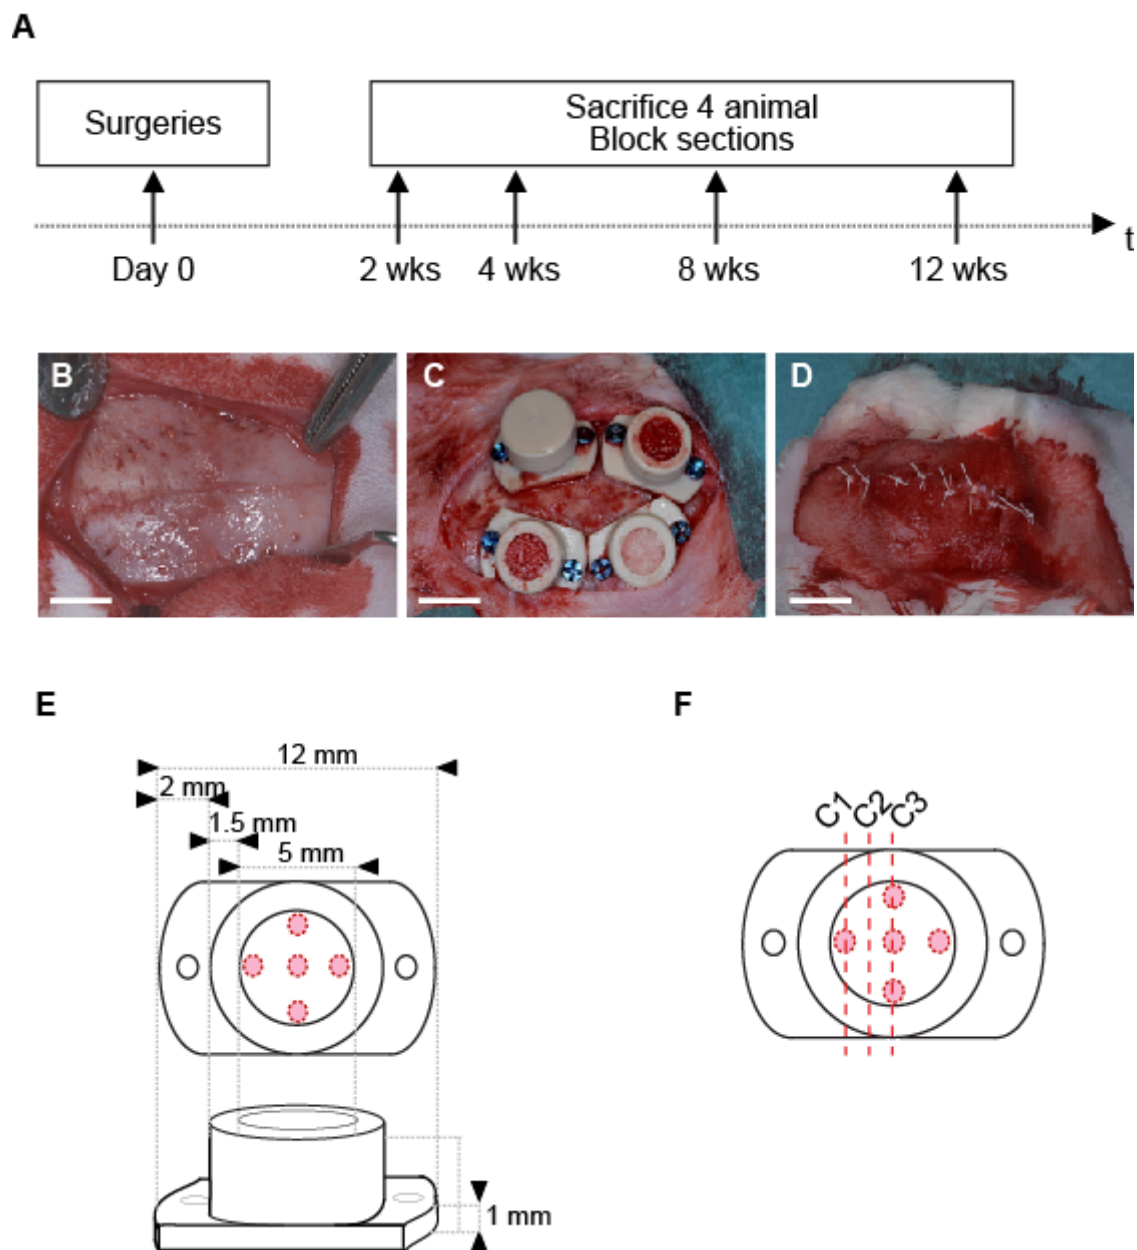 A
Surgeries
Sacrifice 4 animal
Block sections
t
Day 0
2 wks
4 wks
8 wks
12 wks
B
C
D
E
F
12 mm
2 mm
1.5 mm
5 mm
1 mm
C1
C2
C3